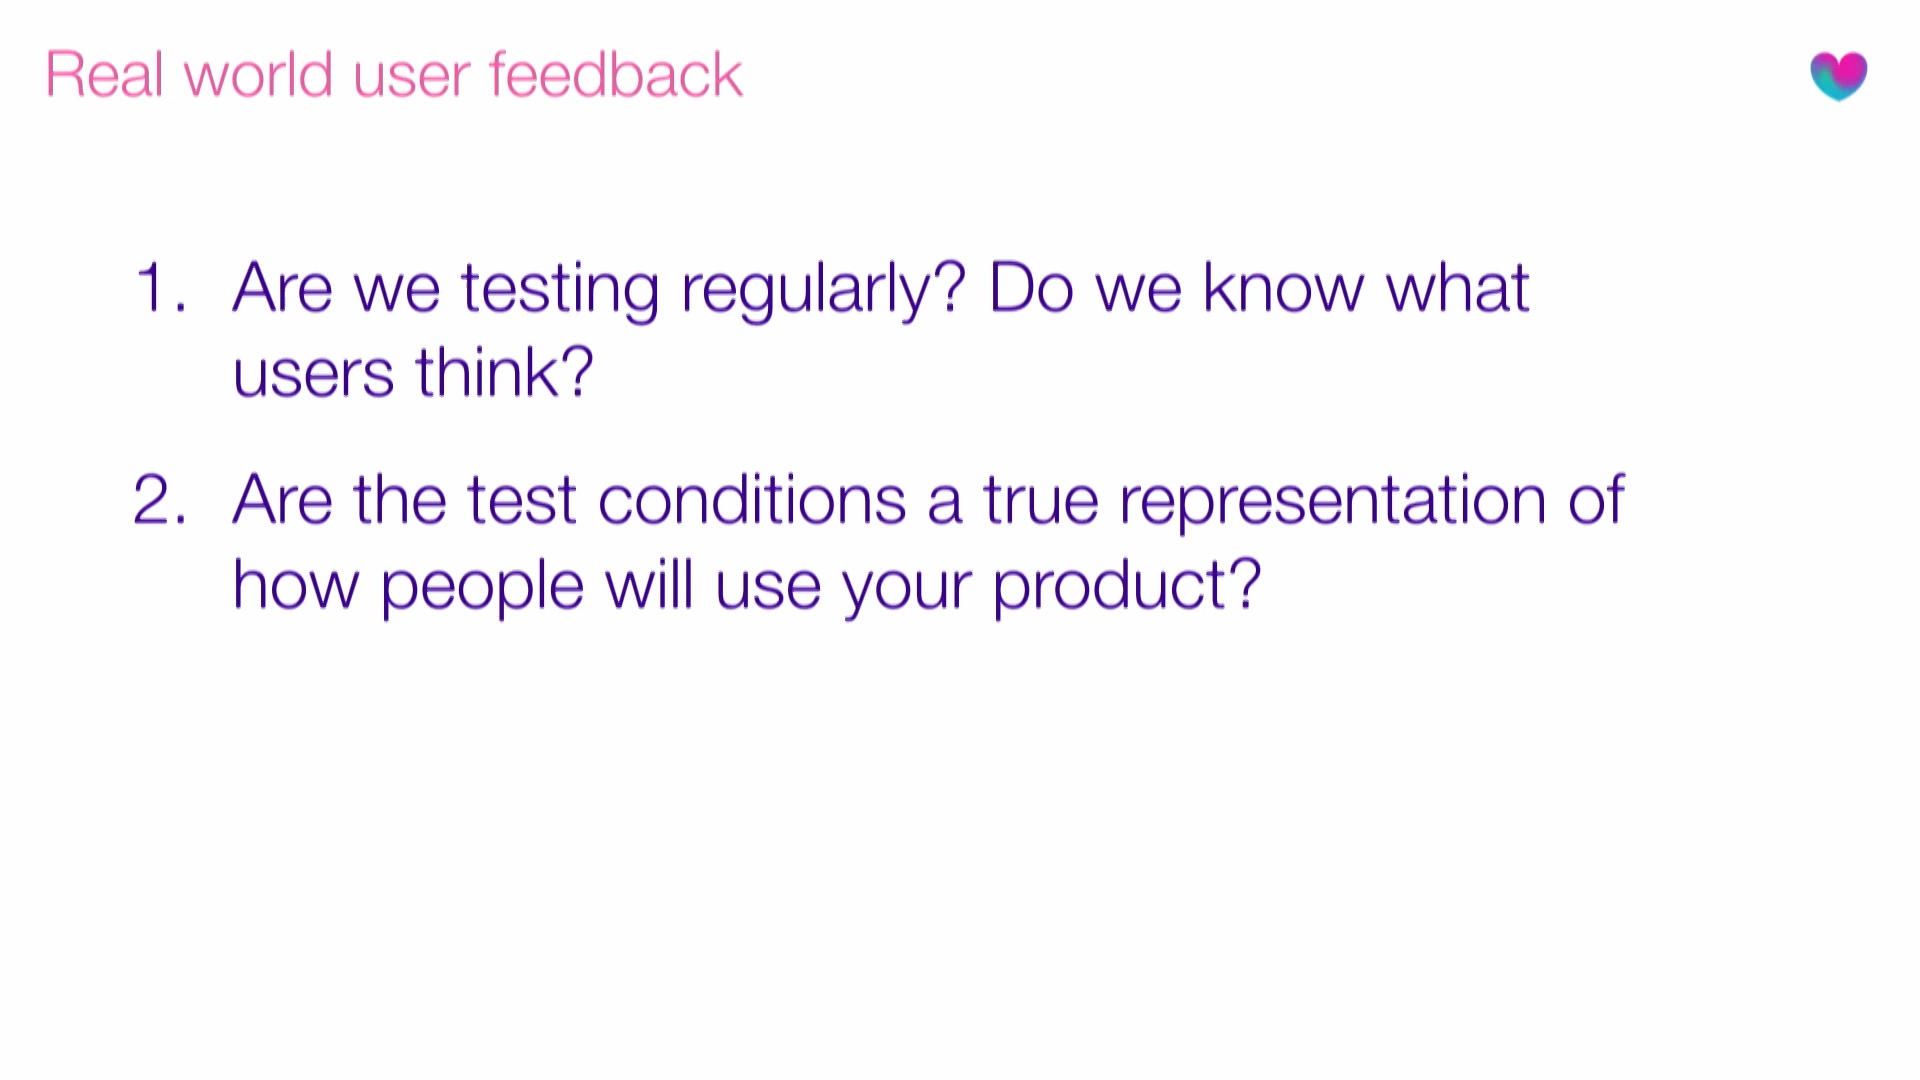 Real world user feedback
1. Are we testing regularly? Do we know what
users think?
2. Are the test conditions a true representation of
how people will use your product?